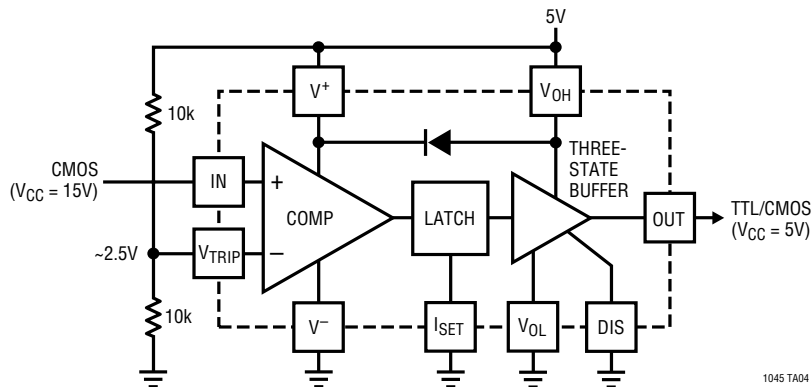 5V
V+
VOH
10k
THREE-
STATE
BUFFER
CMOS
(VCC = 15V)
IN
+
COMP
LATCH
OUT
TTL/CMOS
(VCC = 5V)
~2.5V
VTRIP
−
10k
V−
ISET
VOL
DIS
1045 TA04